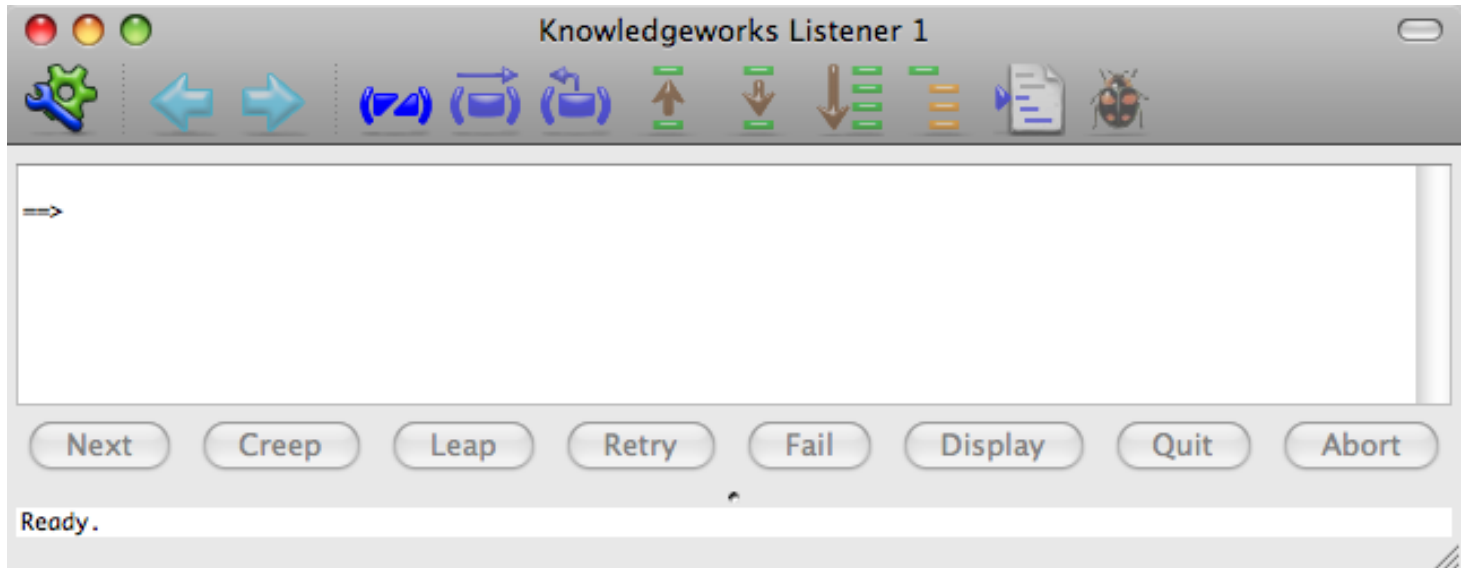 Knowledgeworks Listener 1
==>
Next Creep Leap Retry Fail Display Quit Abort
Ready.